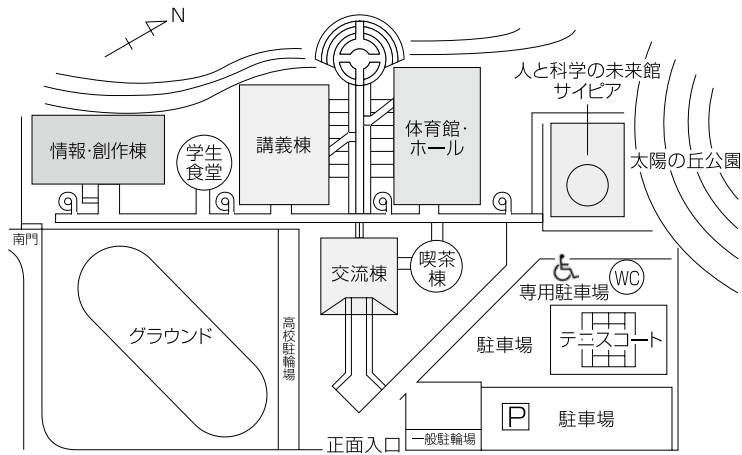 N
人と科学の未来館
サイピア
体育館・
ホール
講義棟
学生
食堂
情報・創作棟
太陽の丘公園
南門
交流棟
喫茶
棟
専用駐車場
WC
グラウンド
高校駐輪場
駐車場
テニスコート
P
駐車場
正面入口
一般駐輪場